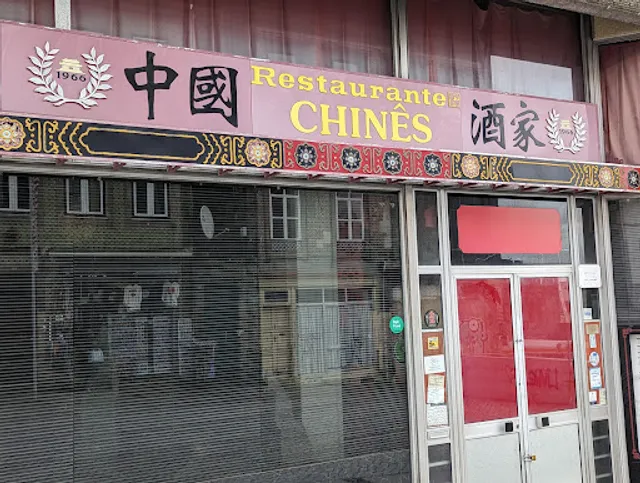 1966
中國
Restaurante
CHINÊS
酒家
1966